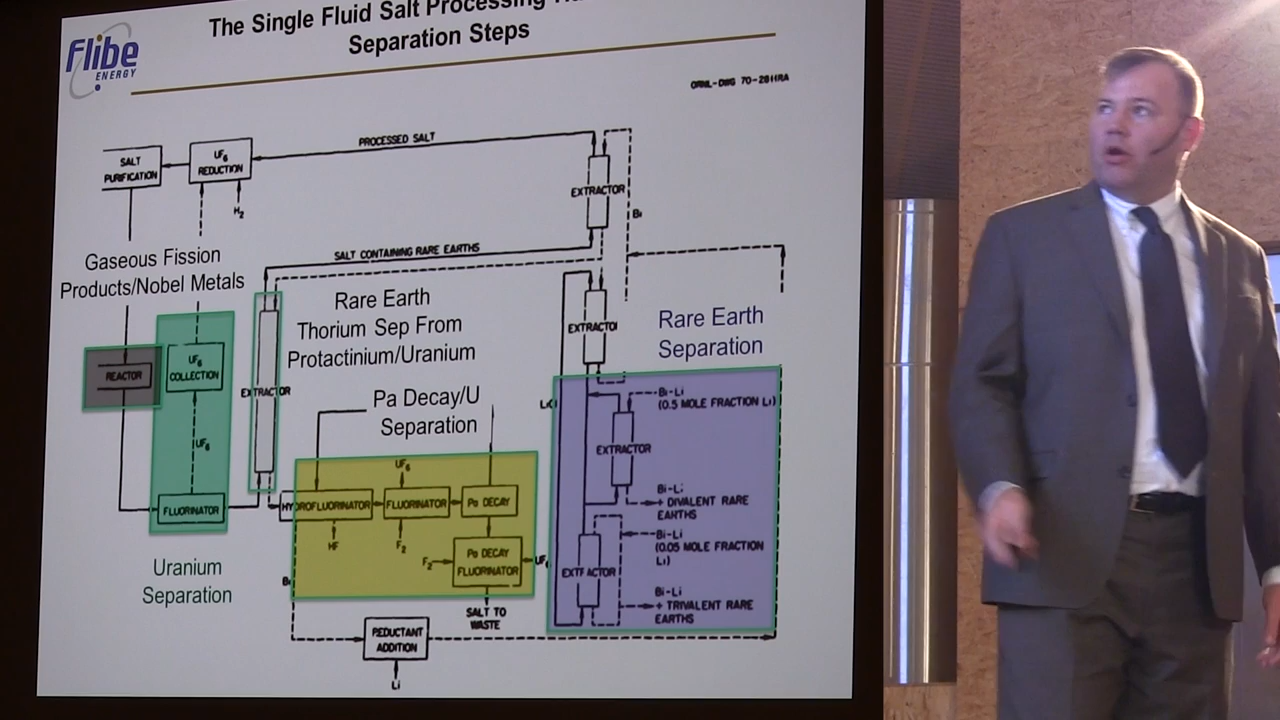 Flibe
ENERGY
The Single Fluid Salt Processing
Separation Steps
ORNL-DWG 70-2811RA
PROCESSED SALT
SALT
PURIFICATION
UF6
REDUCTION
H2
EXTRACTOR
Bi
SALT CONTAINING RARE EARTHS
Gaseous Fission
Products/Nobel Metals
Rare Earth
Thorium Sep From
Protactinium/Uranium
EXTRACTOR
Rare Earth
Separation
REACTOR
UF6
COLLECTION
UF6
EXTRACTOR
Pa Decay/U
Separation
LiCl
Bi-Li
(0.5 MOLE FRACTION Li)
EXTRACTOR
Bi-Li
+ DIVALENT RARE
EARTHS
UF6
FLUORINATOR
HYDROFLUORINATOR
FLUORINATOR
Pa DECAY
HF
F2
F2
Pa DECAY
FLUORINATOR
UF6
Bi-Li
(0.05 MOLE FRACTION
Li)
EXTRACTOR
Bi-Li
+ TRIVALENT RARE
EARTHS
Uranium
Separation
Bi
SALT TO
WASTE
REDUCTANT
ADDITION
Li